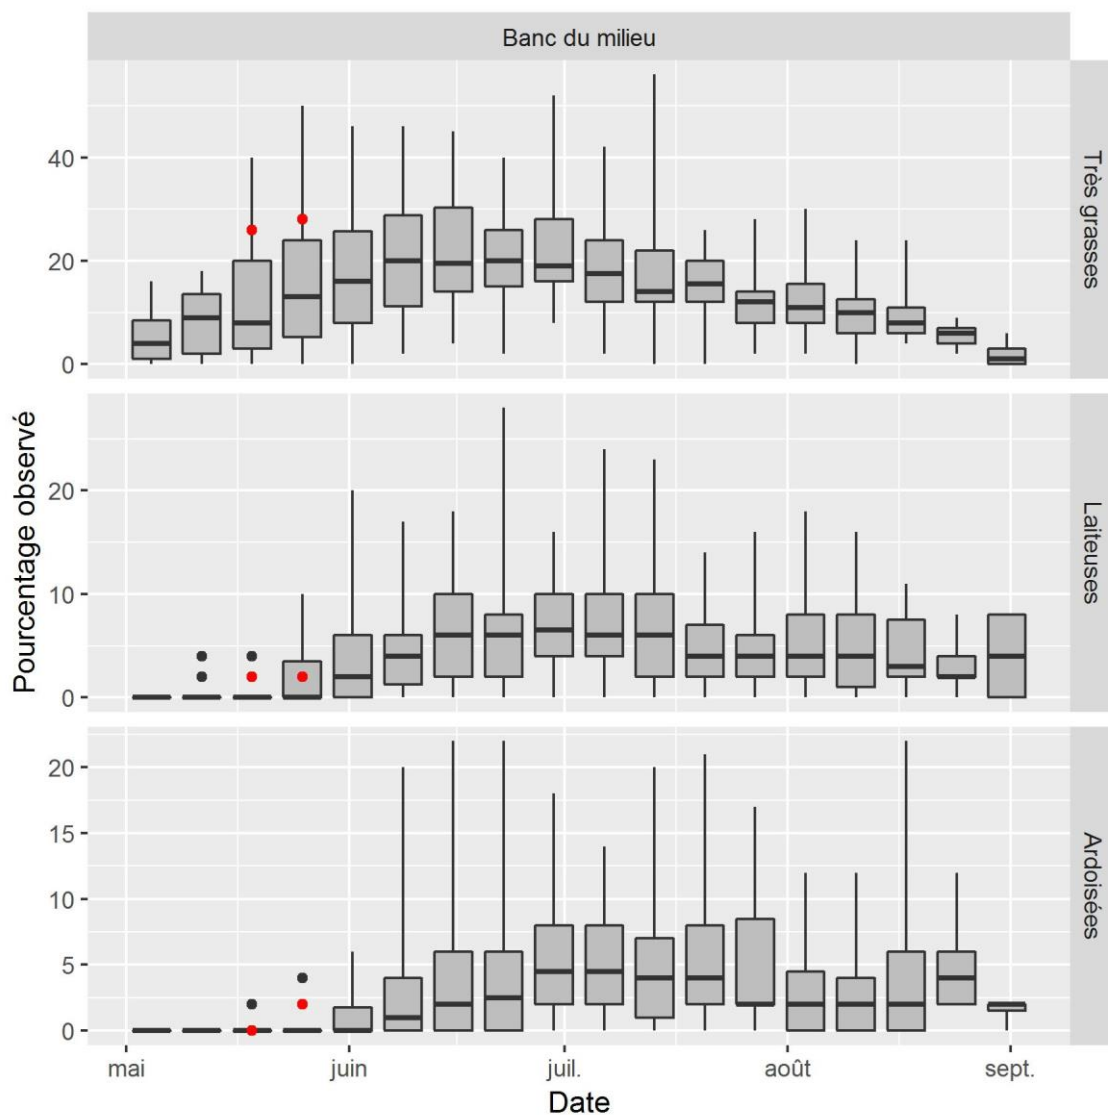 Banc du milieu
40
20
0
Très grasses
20
10
0
Laiteuses
20
15
10
5
0
Ardoisées
Pourcentage observé
mai
juin
juil.
août
sept.
Date